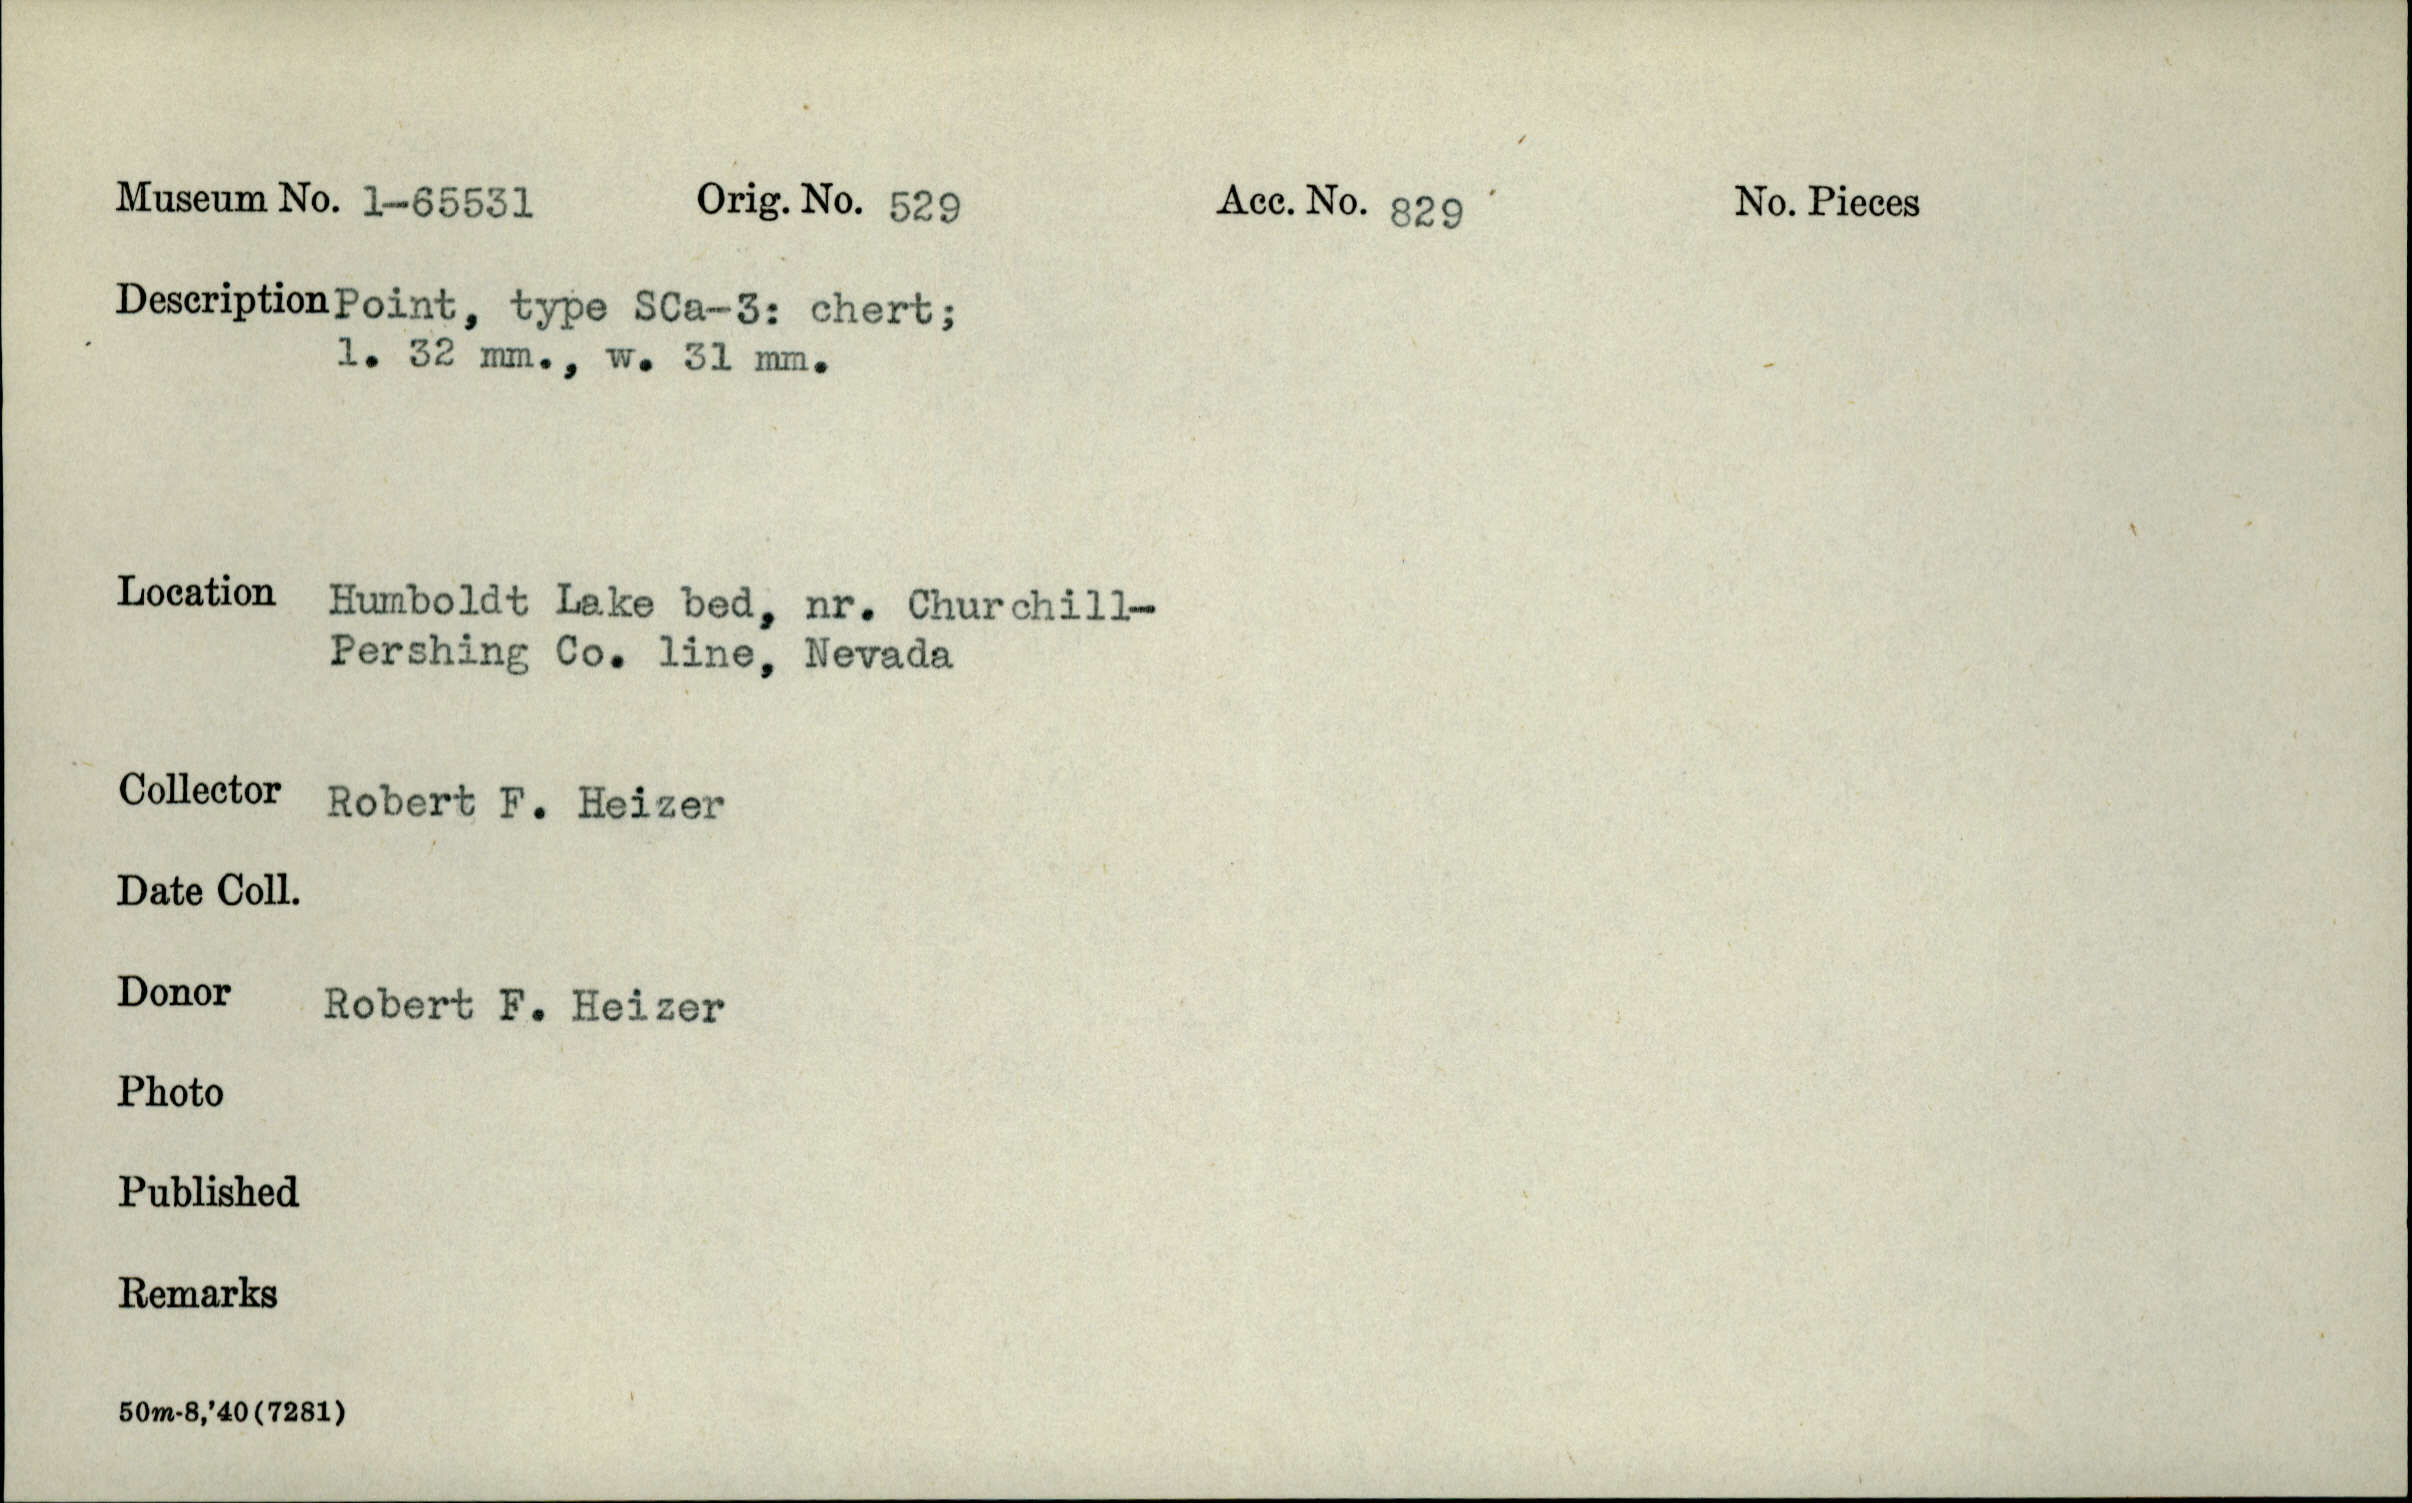 Museum No. 1-65531 Orig. No. 529 Acc. No. 829 No. Pieces
Description Point, type SCa-3: chert;
l. 32 mm., w. 31 mm.
Location Humboldt Lake bed, nr. Churchill-
Pershing Co. line, Nevada
Collector Robert F. Heizer
Date Coll.
Donor Robert F. Heizer
Photo
Published
Remarks
50m-8,'40(7281)